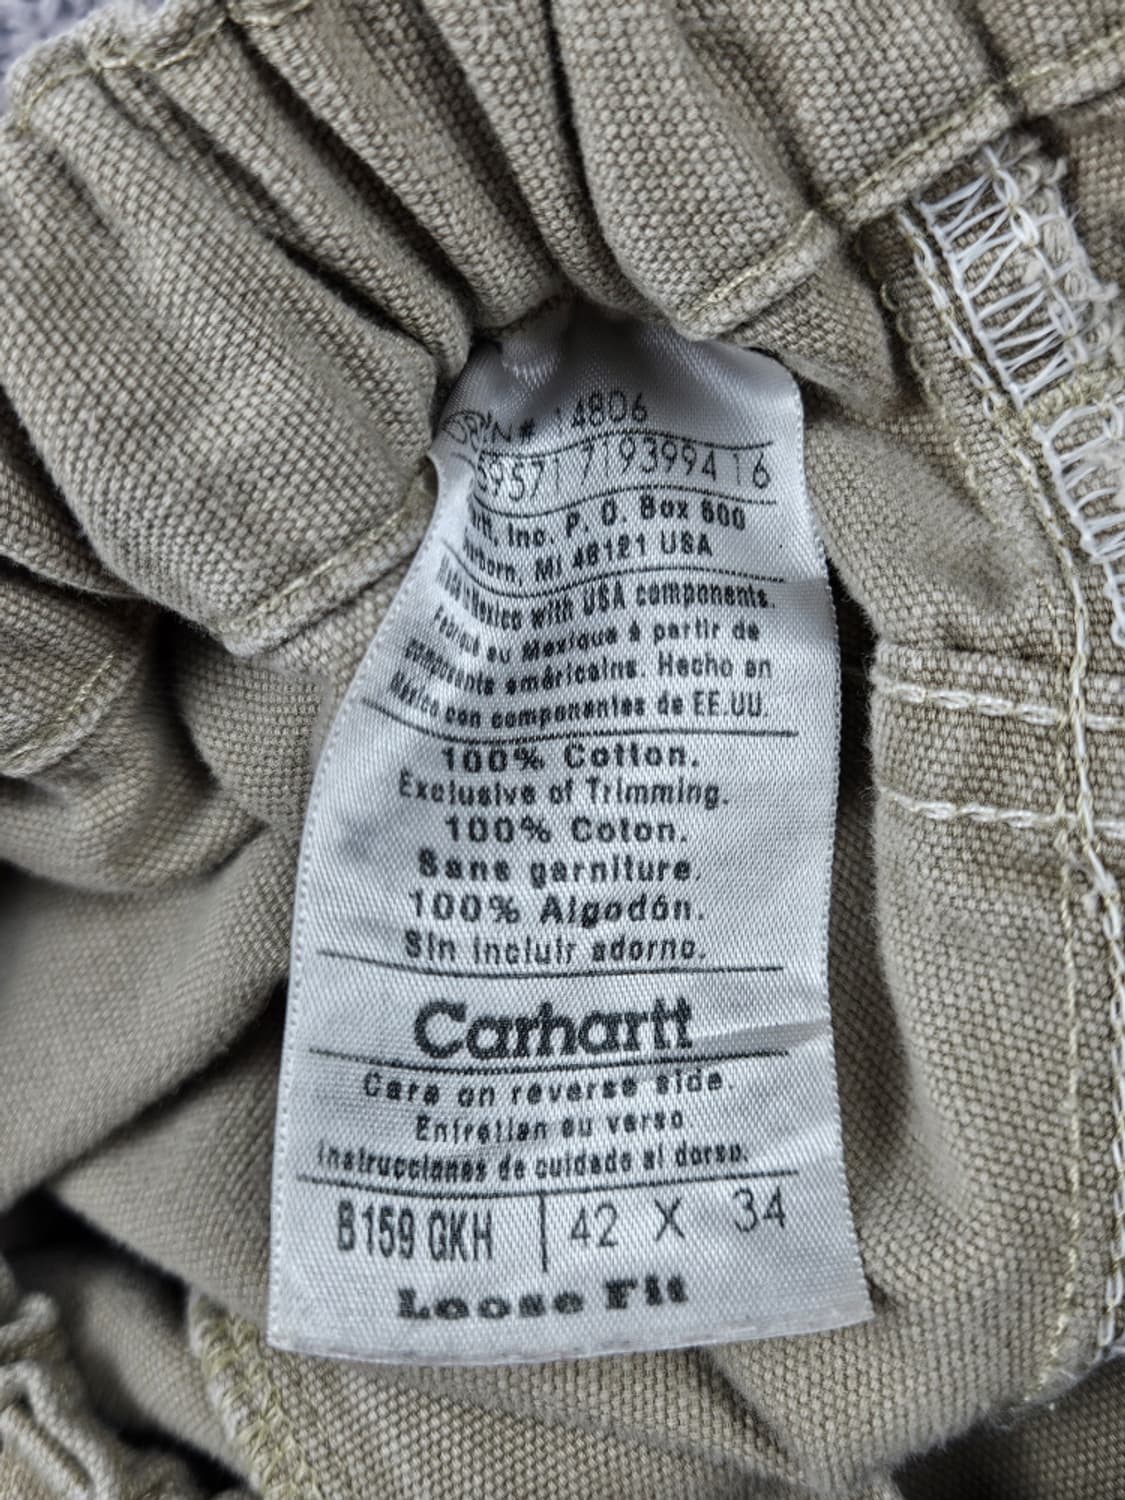 # 14806
59571 71939941 6
Inc. P. O. Box 600
MI 48121 USA
Mexico with USA components.
au Mexique à partir de
américains. Hecho en
México con componentes de EE.UU.
100% Cotton.
Exclusive of Trimming.
100% Coton.
Sans garniture.
100% Algodón.
Sin incluir adorno.
Carhartt
Care on reverse side.
Entretien au verso.
Instrucciones de cuidado al dorso.
B159 GKH | 42 X 34
Loose Fit